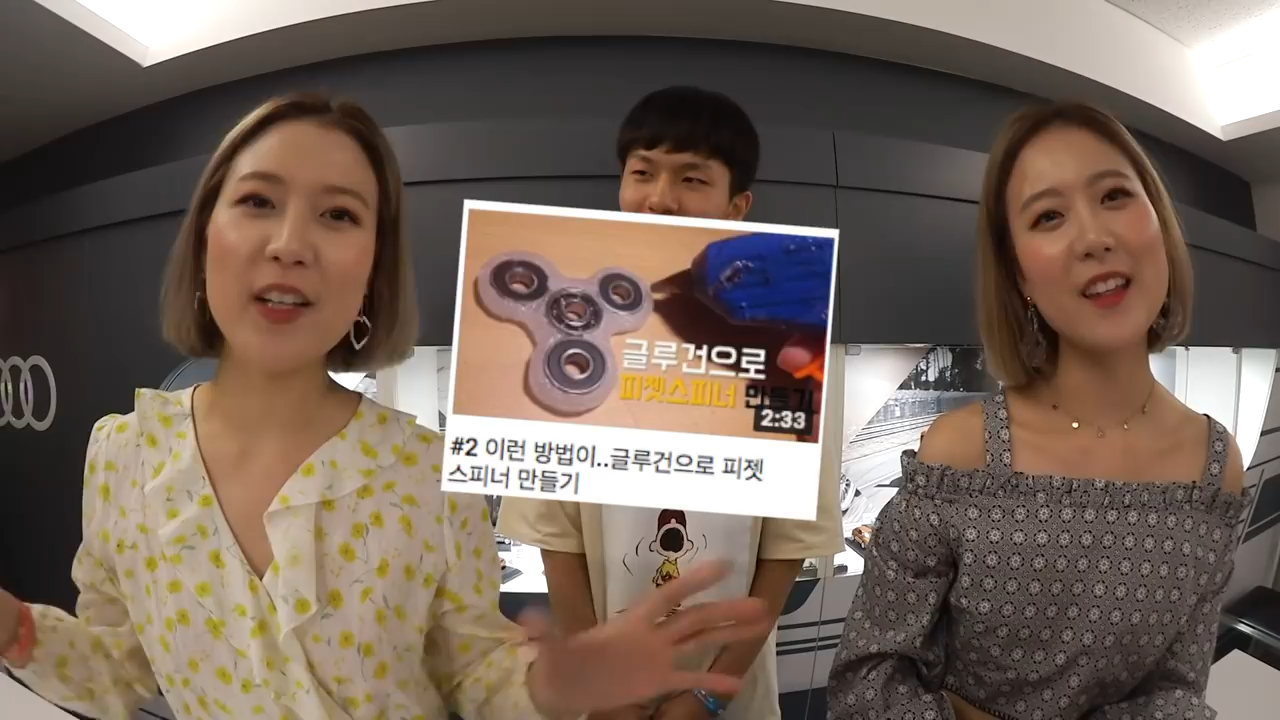 글루건으로
피젯스피너 만들기
2:33
#2 이런 방법이..글루건으로 피젯
스피너 만들기